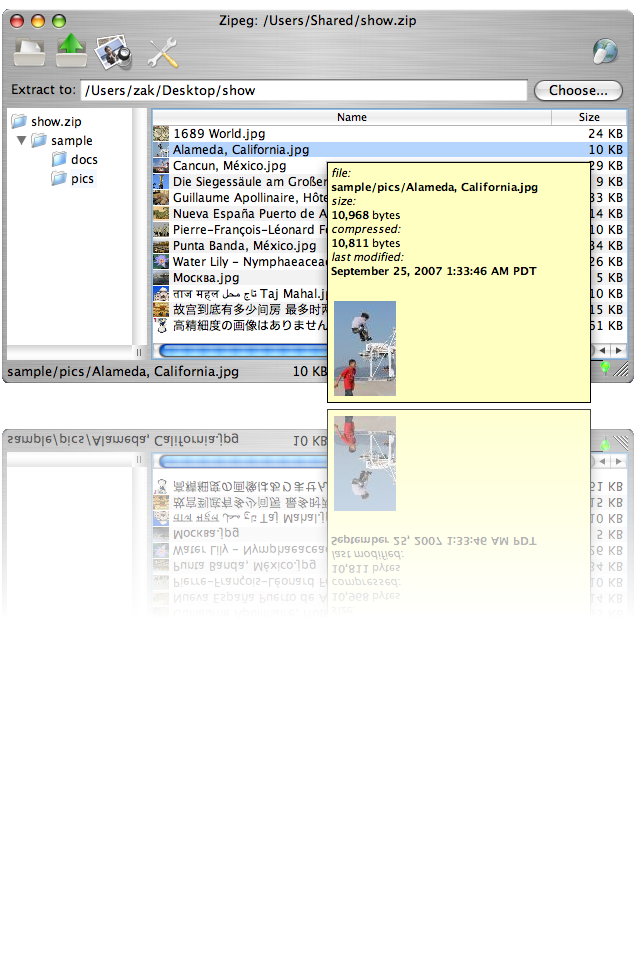 Zipeg: /Users/Shared/show.zip
Extract to:
/Users/zak/Desktop/show
Choose...
show.zip
sample
docs
pics
Name Size
1689 World.jpg 24 KB
Alameda, California.jpg 10 KB
Cancun, México.jpg 29 KB
Die Siegessäule am Großer 9 KB
Guillaume Apollinaire, Hôte 33 KB
Nueva España Puerto de A 14 KB
Pierre-François-Léonard F 10 KB
Punta Banda, México.jpg 34 KB
Water Lily - Nymphaeaceae 26 KB
Москва.jpg 5 KB
ताज महल تاج محل Taj Mahal.j 10 KB
故宫到底有多少间房 最多时 15 KB
高精細度の画像はありません 51 KB
file:
sample/pics/Alameda, California.jpg
size:
10,968 bytes
compressed:
10,811 bytes
last modified:
September 25, 2007 1:33:46 AM PDT
sample/pics/Alameda, California.jpg 10 KB